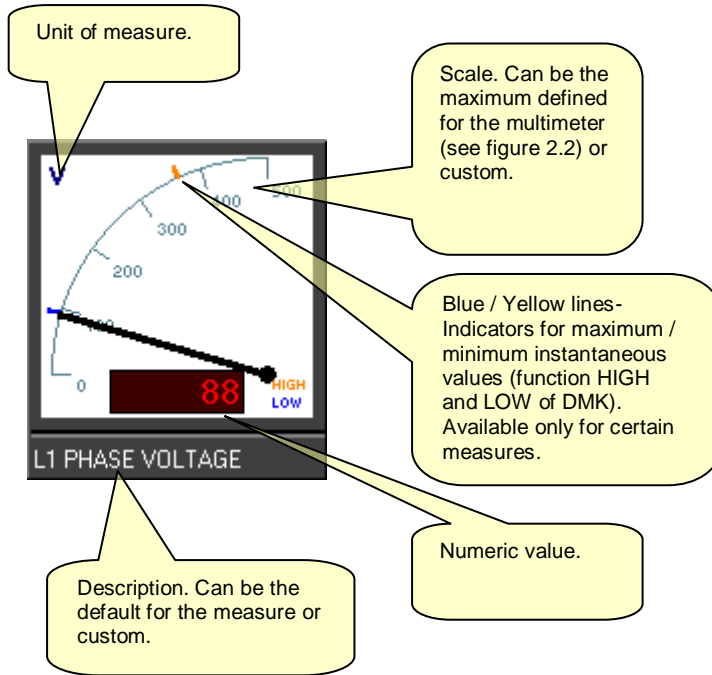 Unit of measure.
Scale. Can be the
maximum defined
for the multimeter
(see figure 2.2) or
custom.
V
500
400
300
200
100
0
88
HIGH
LOW
L1 PHASE VOLTAGE
Blue / Yellow lines-
Indicators for maximum /
minimum instantaneous
values (function HIGH
and LOW of DMK).
Available only for certain
measures.
Numeric value.
Description. Can be the
default for the measure or
custom.